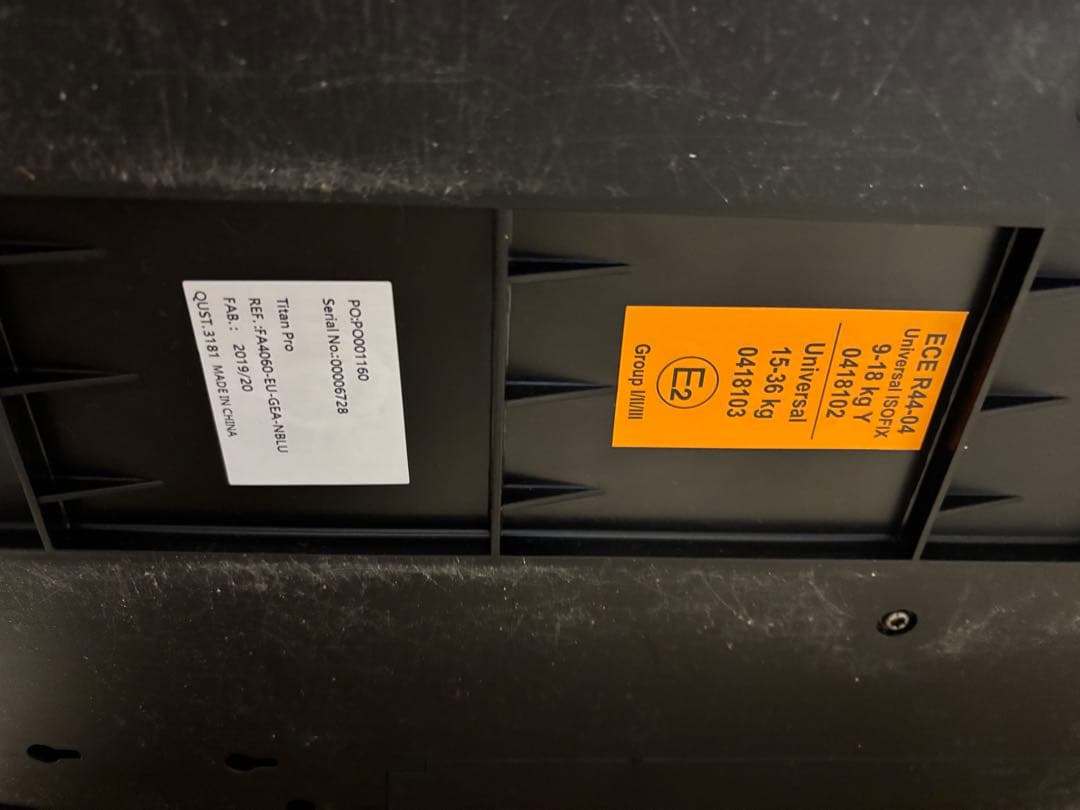 PO:PO001160
Serial No.:00006728
Titan Pro
REF.:FA4060-EU-GEA-NBLU
FAB.: 2019/20
QUST.3181 MADE IN CHINA
ECE R44-04
Universal ISOFIX
9-18 kg Y
0418102
Universal
15-36 kg
0418103
E2
Group I/II/III